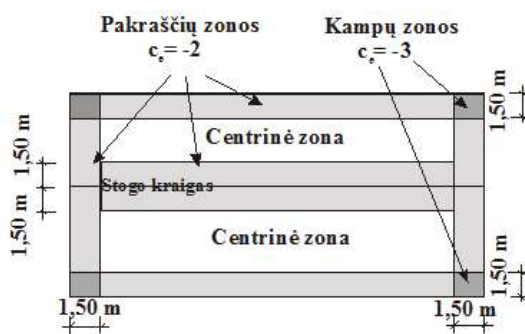 Pakraščių zonos
cₑ= -2
Kampų zonos
cₑ= -3
1,50 m
Centrinė zona
1,50 m
Stogo kraigas
1,50 m
Centrinė zona
1,50 m
1,50 m
1,50 m